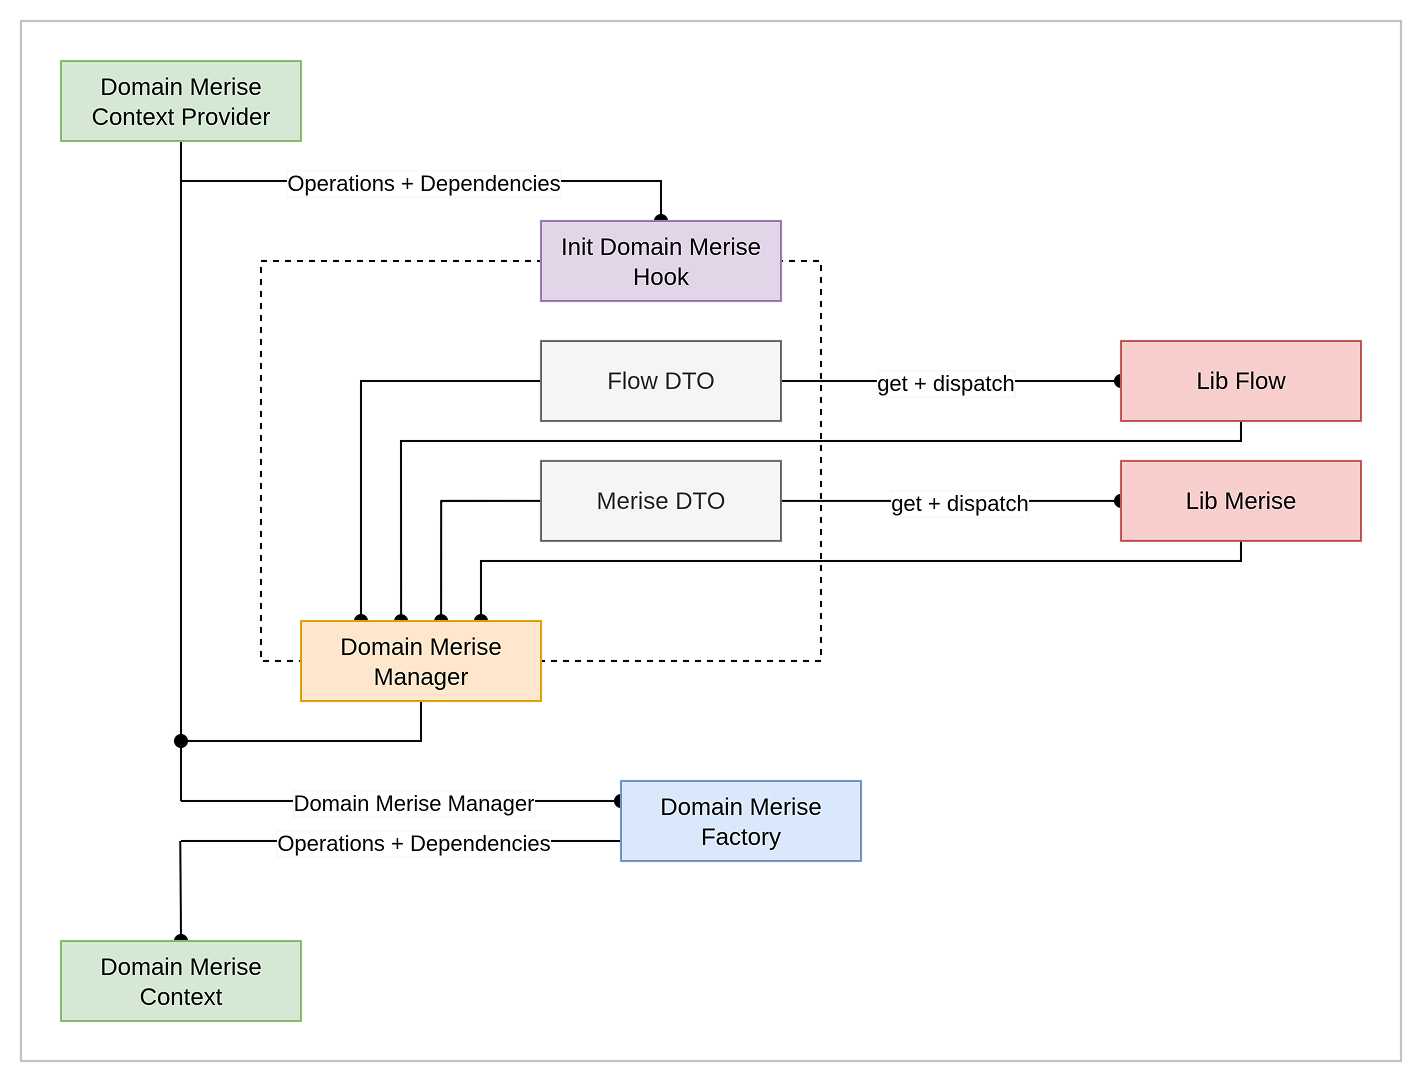 Domain Merise
Context Provider
Operations + Dependencies
Init Domain Merise
Hook
Flow DTO
get + dispatch
Lib Flow
Merise DTO
get + dispatch
Lib Merise
Domain Merise
Manager
Domain Merise Manager
Domain Merise
Factory
Operations + Dependencies
Domain Merise
Context